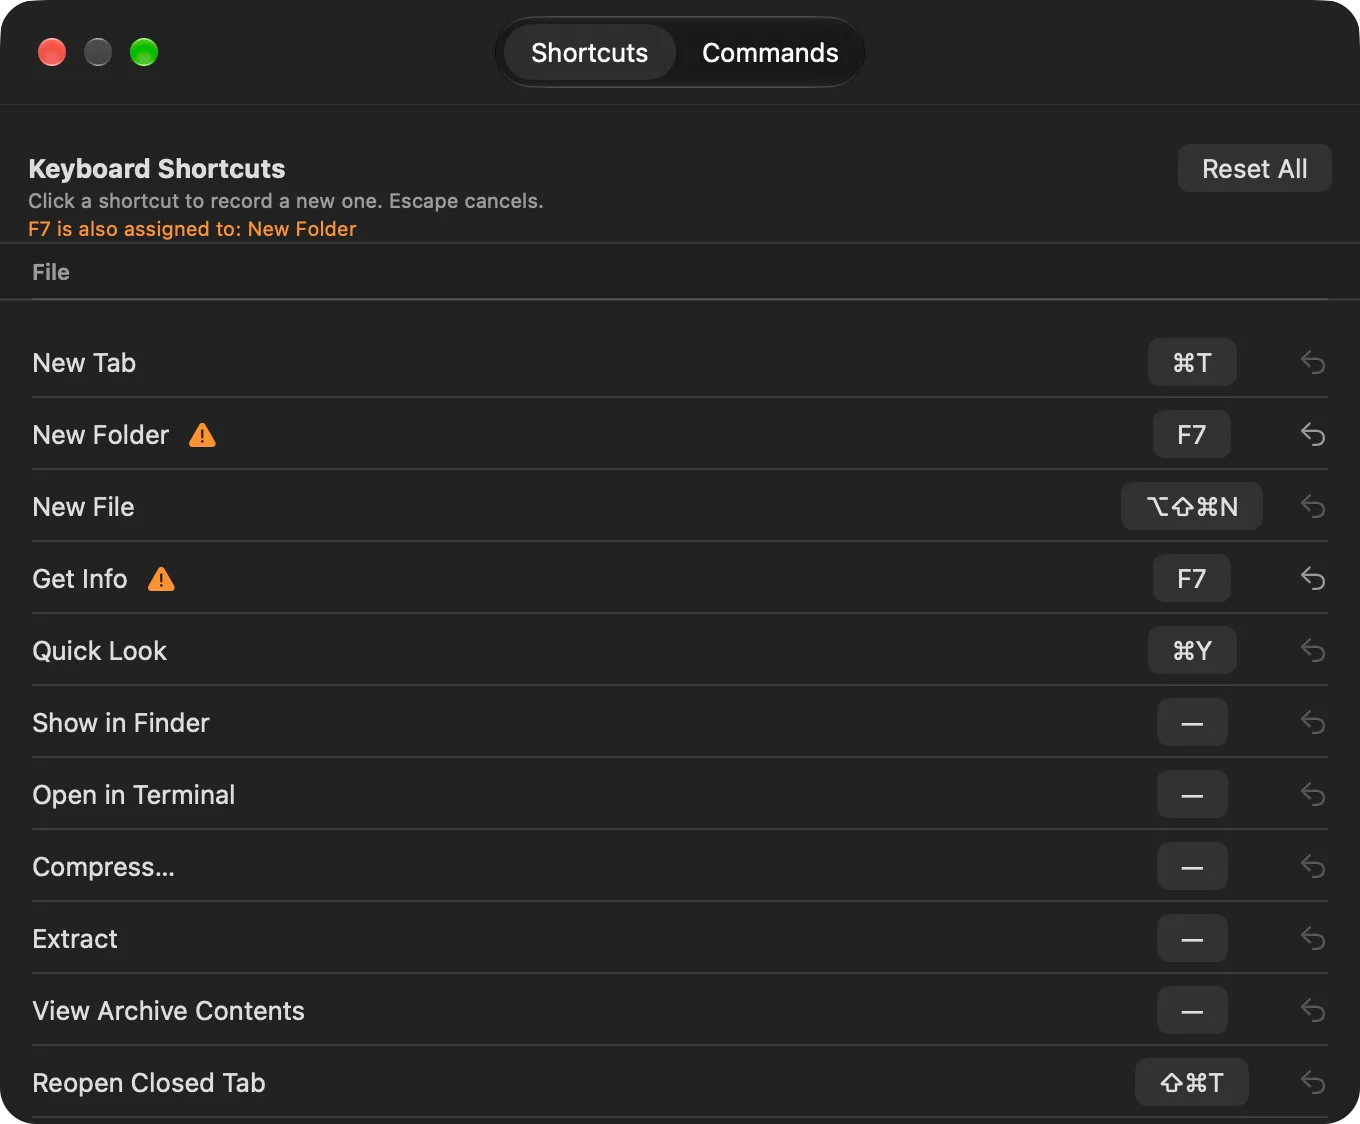 Shortcuts Commands
Keyboard Shortcuts
Reset All
Click a shortcut to record a new one. Escape cancels.
F7 is also assigned to: New Folder
File
New Tab ⌘T
New Folder F7
New File ⌥⇧⌘N
Get Info F7
Quick Look ⌘Y
Show in Finder —
Open in Terminal —
Compress... —
Extract —
View Archive Contents —
Reopen Closed Tab ⇧⌘T